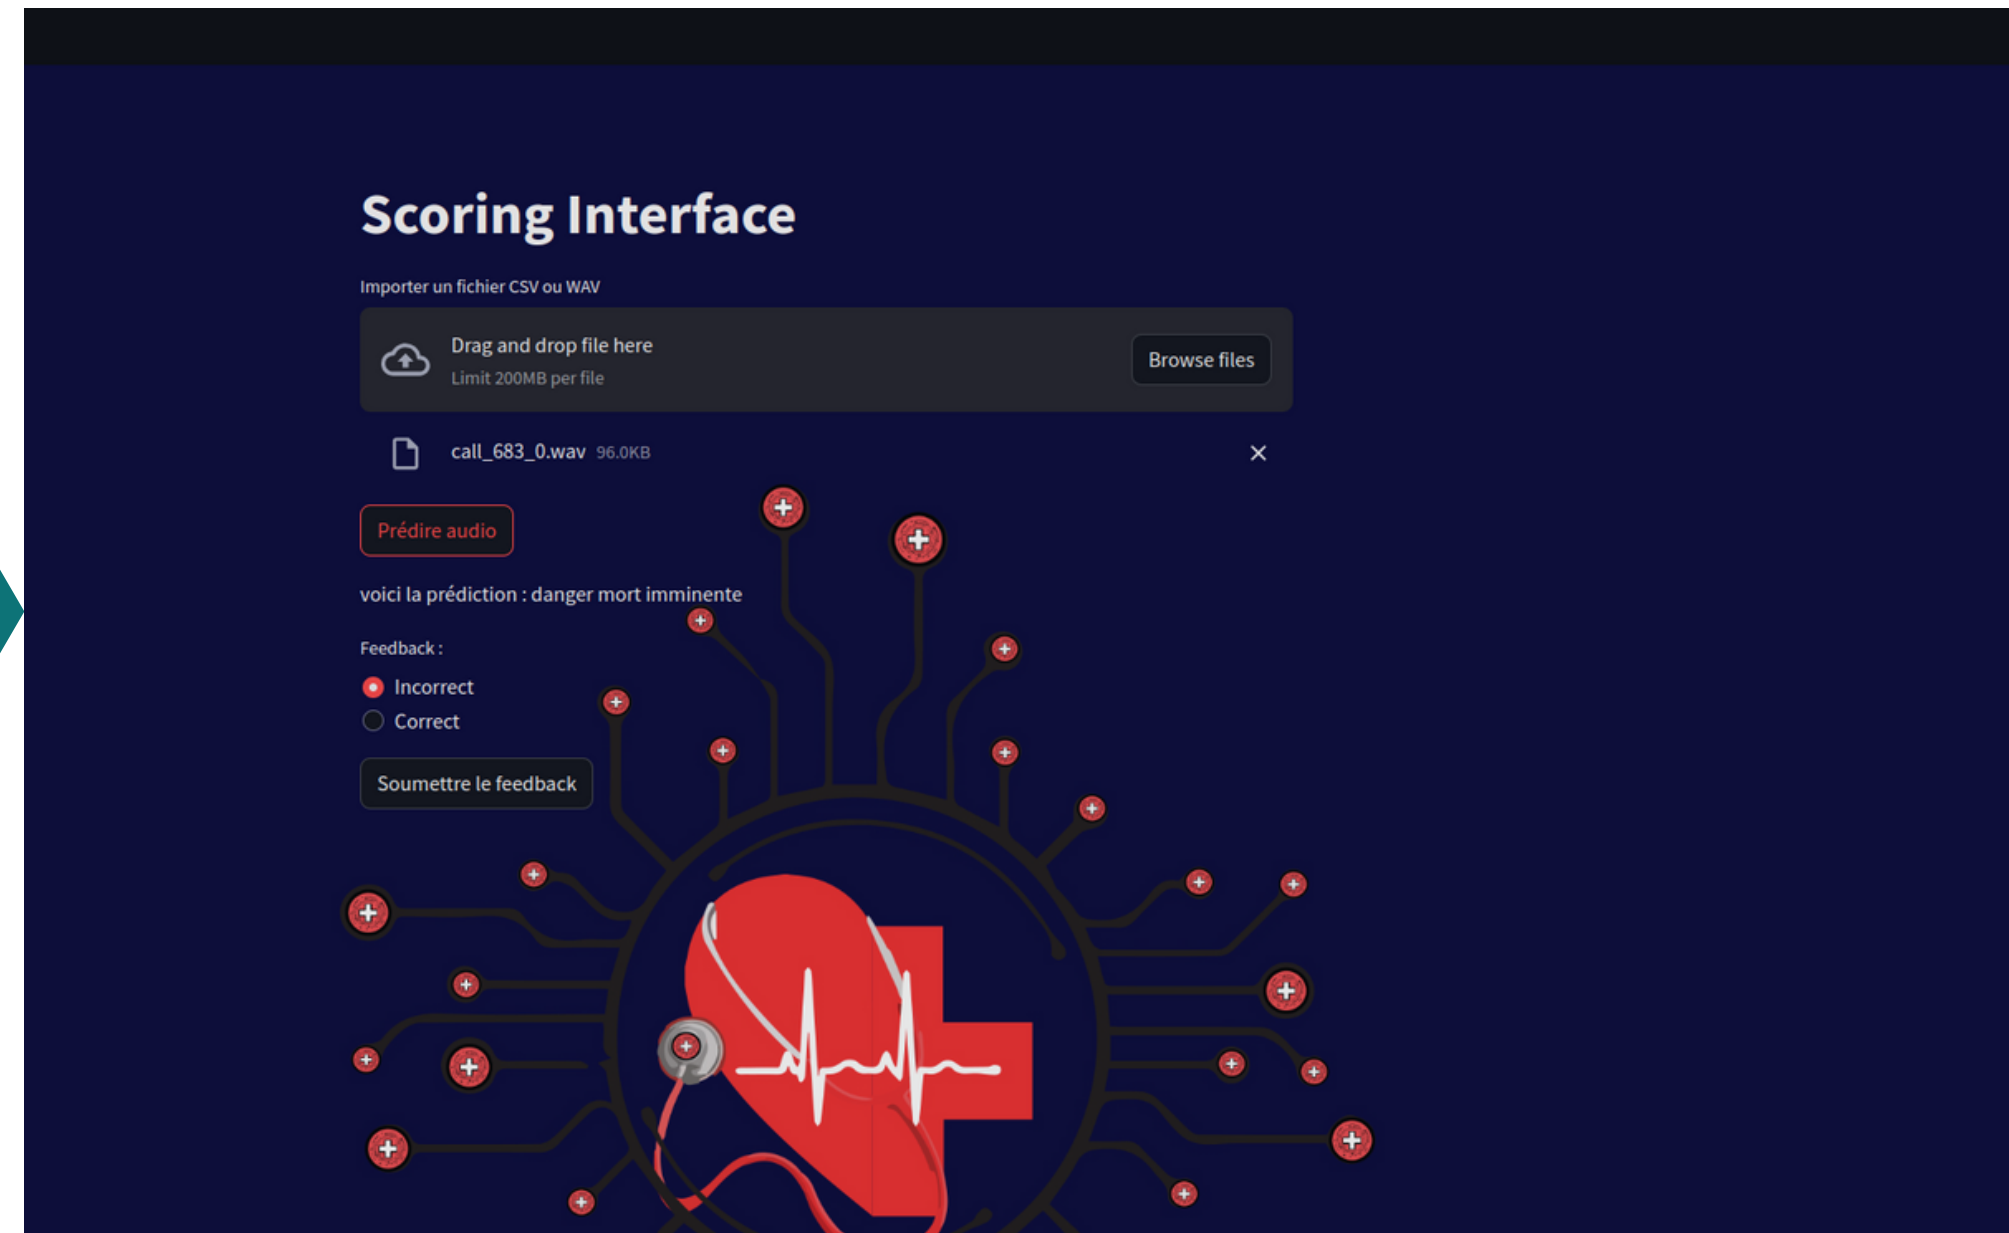 Scoring Interface
Importer un fichier CSV ou WAV
Drag and drop file here
Limit 200MB per file
Browse files
call_683_0.wav 96.0KB
Prédire audio
voici la prédiction : danger mort imminente
Feedback :
Incorrect
Correct
Soumettre le feedback